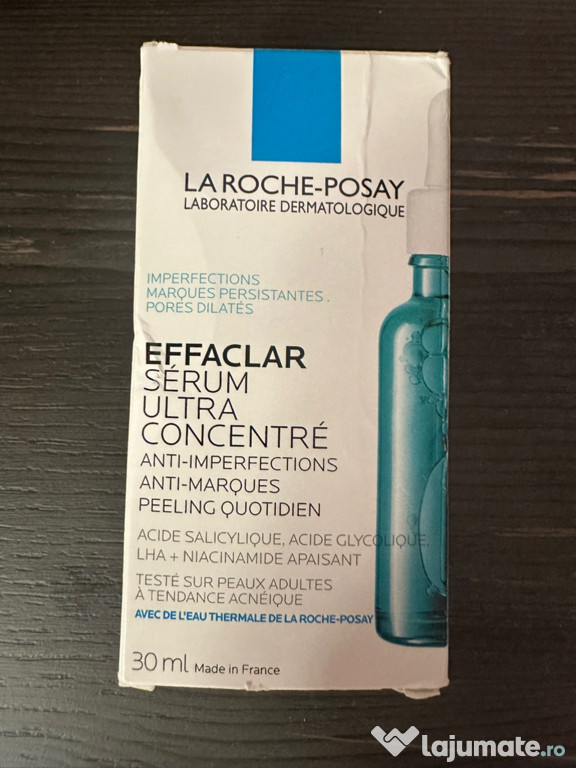 LA ROCHE-POSAY
LABORATOIRE DERMATOLOGIQUE
IMPERFECTIONS
MARQUES PERSISTANTES
PORES DILATÉS
EFFACLAR
SÉRUM
ULTRA
CONCENTRÉ
ANTI-IMPERFECTIONS
ANTI-MARQUES
PEELING QUOTIDIEN
ACIDE SALICYLIQUE, ACIDE GLYCOLIQUE,
LHA + NIACINAMIDE APAISANT
TESTÉ SUR PEAUX ADULTES
À TENDANCE ACNÉIQUE
AVEC DE L'EAU THERMALE DE LA ROCHE-POSAY
30 ml Made in France
lajumate.ro